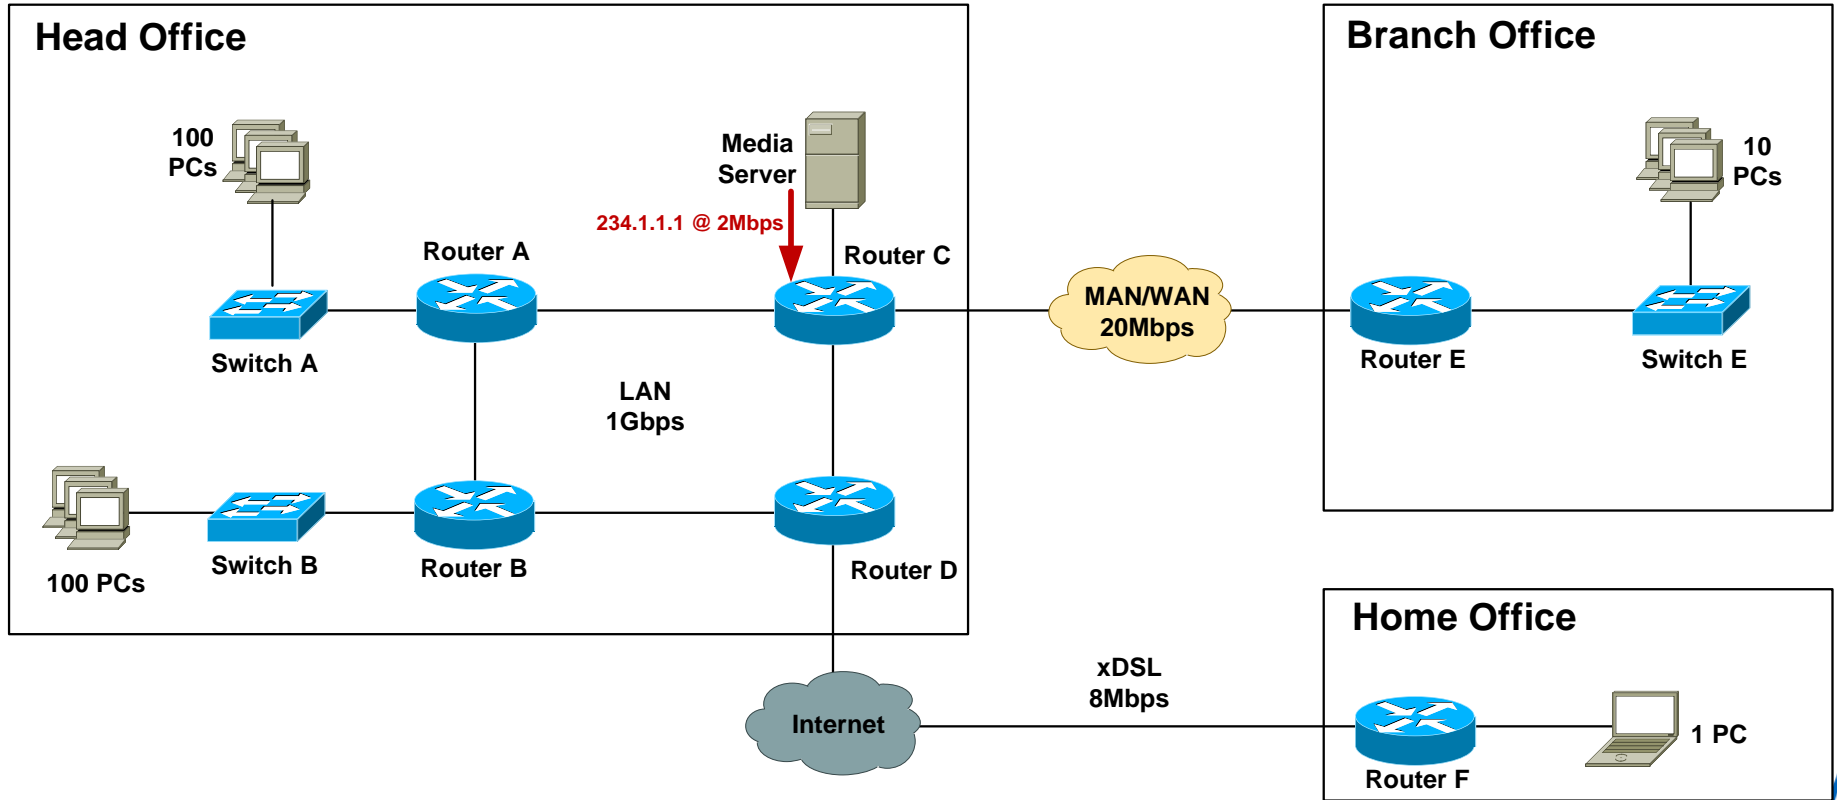 Head Office
100
PCs
Media
Server
234.1.1.1 @ 2Mbps
Router A
Router C
Switch A
LAN
1Gbps
100 PCs
Switch B
Router B
Router D
MAN/WAN
20Mbps
Branch Office
10
PCs
Router E
Switch E
Internet
xDSL
8Mbps
Home Office
Router F
1 PC